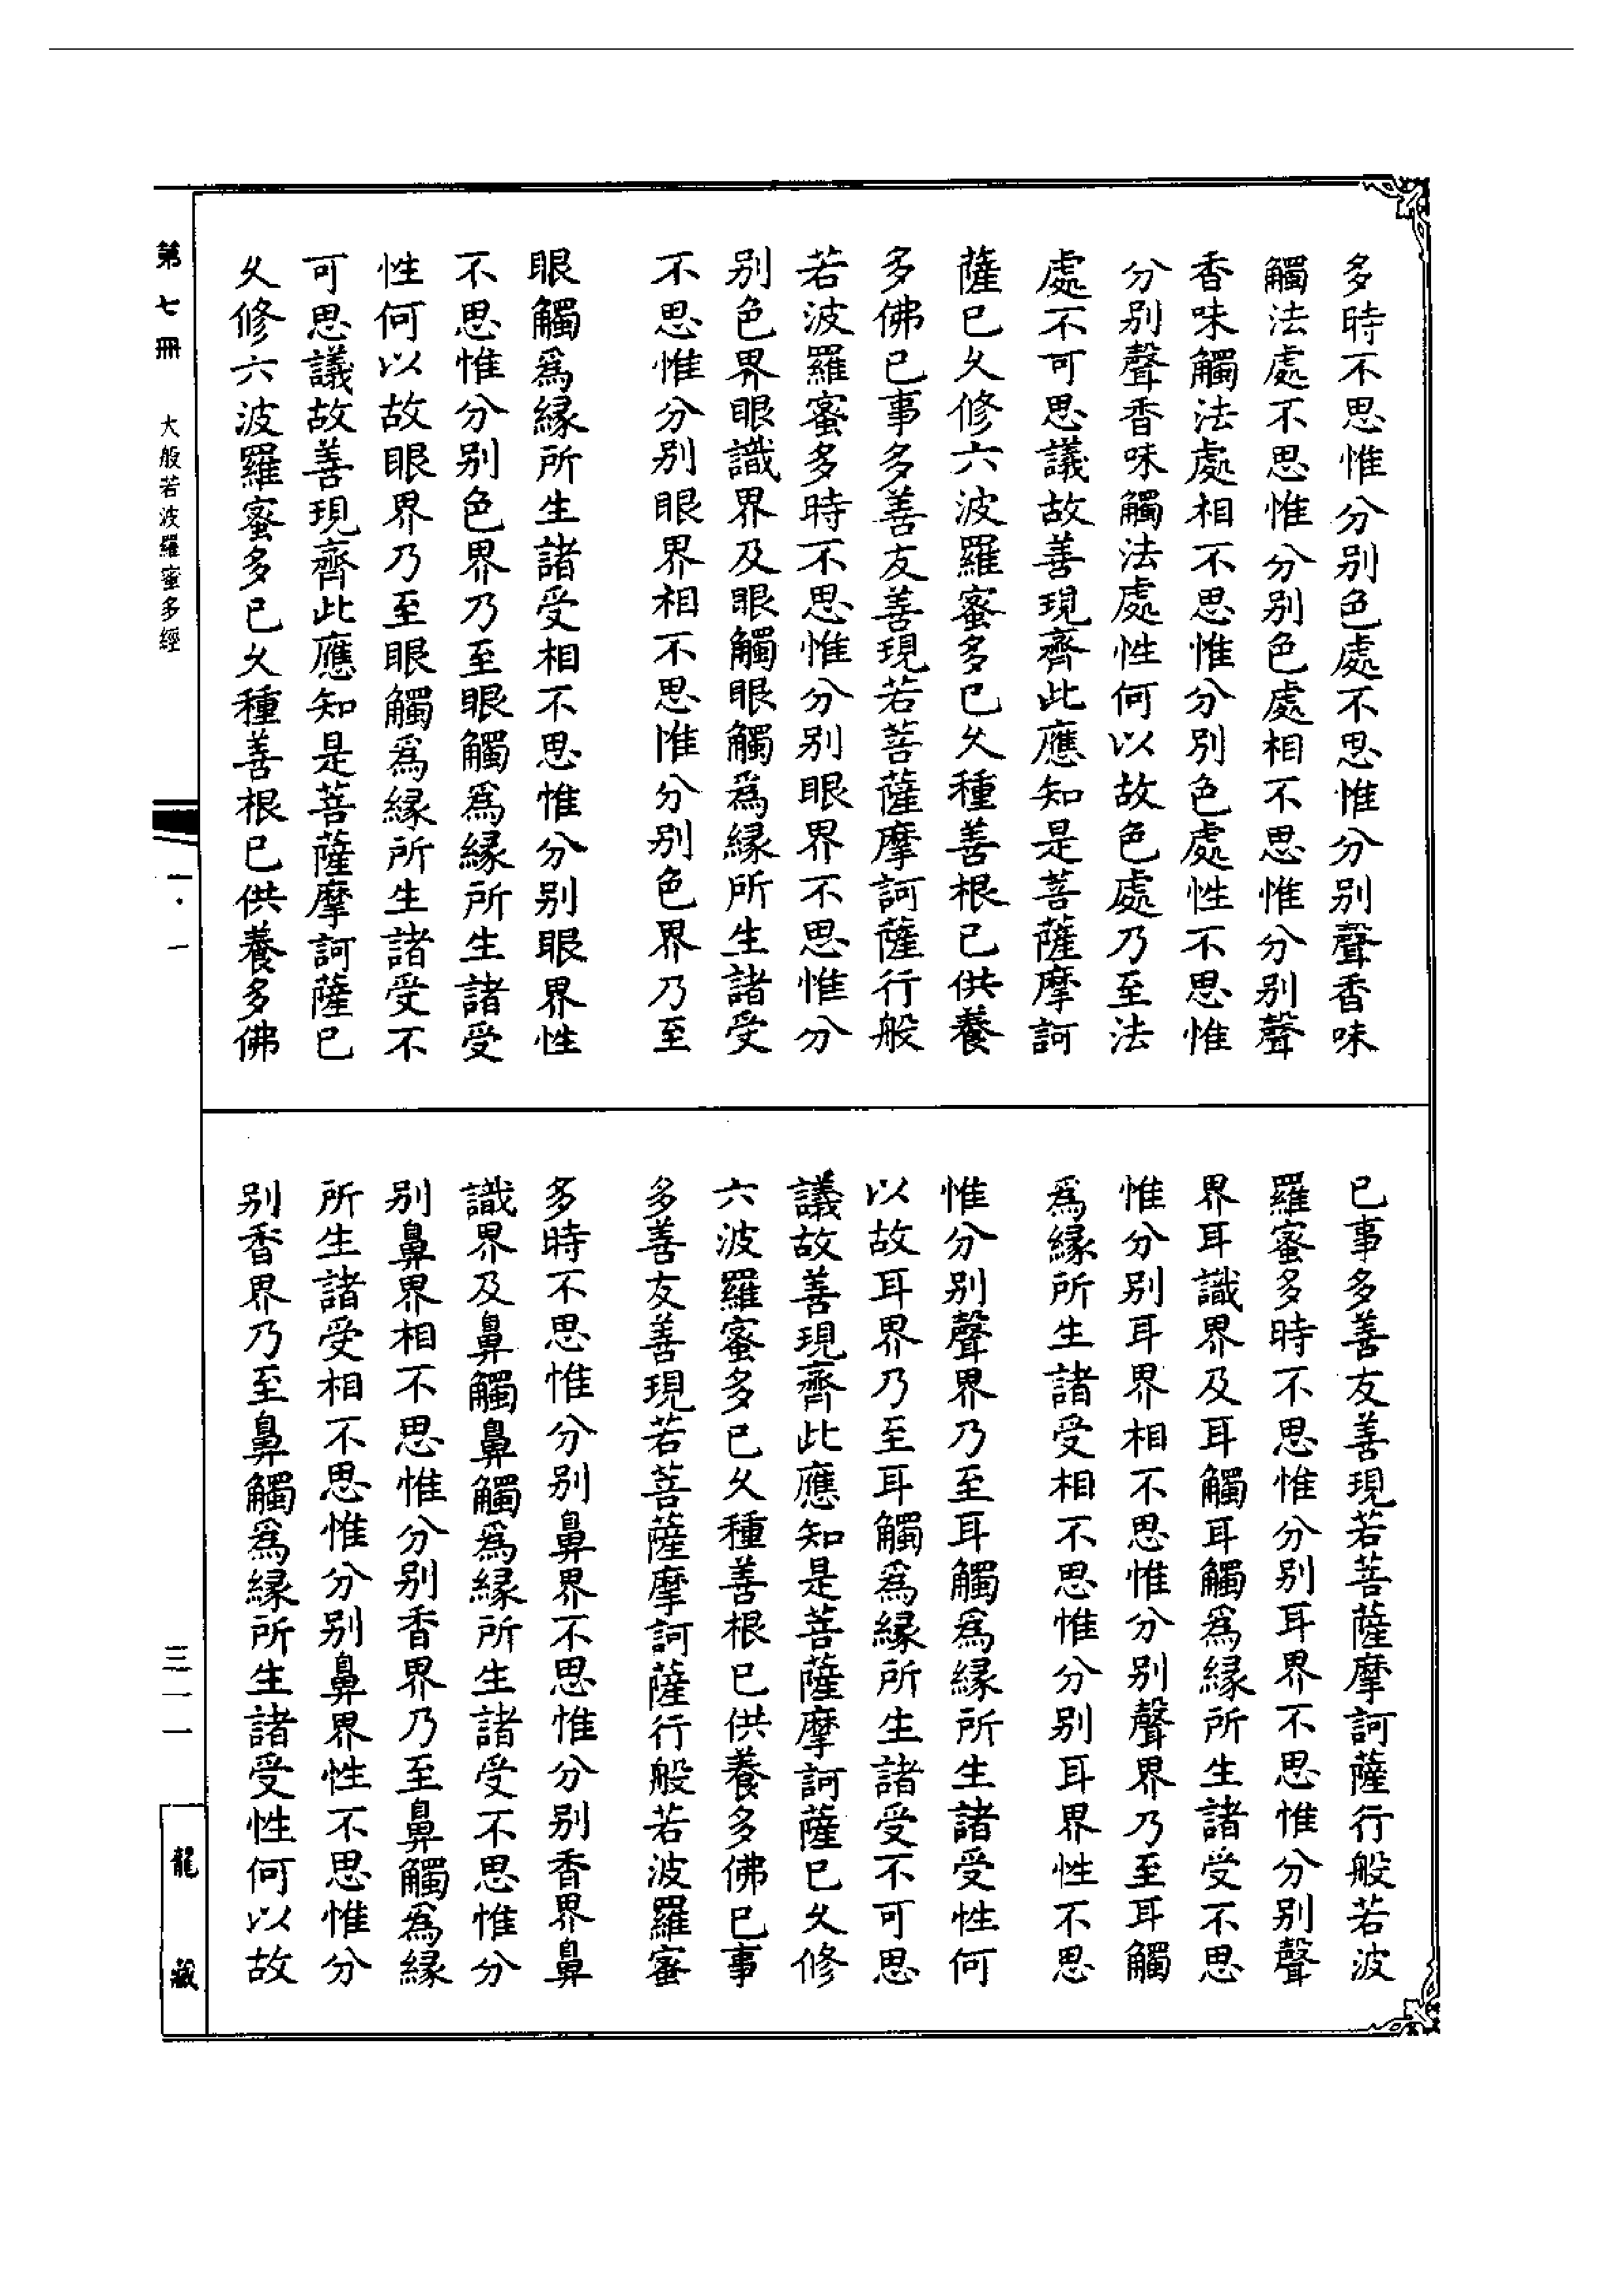 多時不思惟分别色處不思惟分别聲香味
觸法處不思惟分别色處相不思惟分别聲
香味觸法處相不思惟分别色處性不思惟
分别聲香味觸法處性何以故色處乃至法
處不可思議故善現齊此應知是菩薩摩訶
薩已久修六波羅蜜多已久種善根已供養
多佛已事多善友善現若菩薩摩訶薩行般
若波羅蜜多時不思惟分别眼界不思惟分
别色界眼識界及眼觸眼觸爲緣所生諸受
不思惟分别眼界相不思惟分别色界乃至
眼觸爲緣所生諸受相不思惟分别眼界性
不思惟分别色界乃至眼觸爲緣所生諸受
性何以故眼界乃至眼觸爲緣所生諸受不
可思議故善現齊此應知是菩薩摩訶薩已
久修六波羅蜜多已久種善根已供養多佛
已事多善友善現若菩薩摩訶薩行般若波
羅蜜多時不思惟分别耳界不思惟分别聲
界耳識界及耳觸耳觸爲緣所生諸受不思
惟分别耳界相不思惟分别聲界乃至耳觸
爲緣所生諸受相不思惟分别耳界性不思
惟分别聲界乃至耳觸爲緣所生諸受性何
以故耳界乃至耳觸爲緣所生諸受不可思
議故善現齊此應知是菩薩摩訶薩已久修
六波羅蜜多已久種善根已供養多佛已事
多善友善現若菩薩摩訶薩行般若波羅蜜
多時不思惟分别鼻界不思惟分别香界鼻
識界及鼻觸鼻觸爲緣所生諸受不思惟分
别鼻界相不思惟分别香界乃至鼻觸爲緣
所生諸受相不思惟分别鼻界性不思惟分
别香界乃至鼻觸爲緣所生諸受性何以故
第七冊 大般若波羅蜜多經 一·一 三一一 龍藏